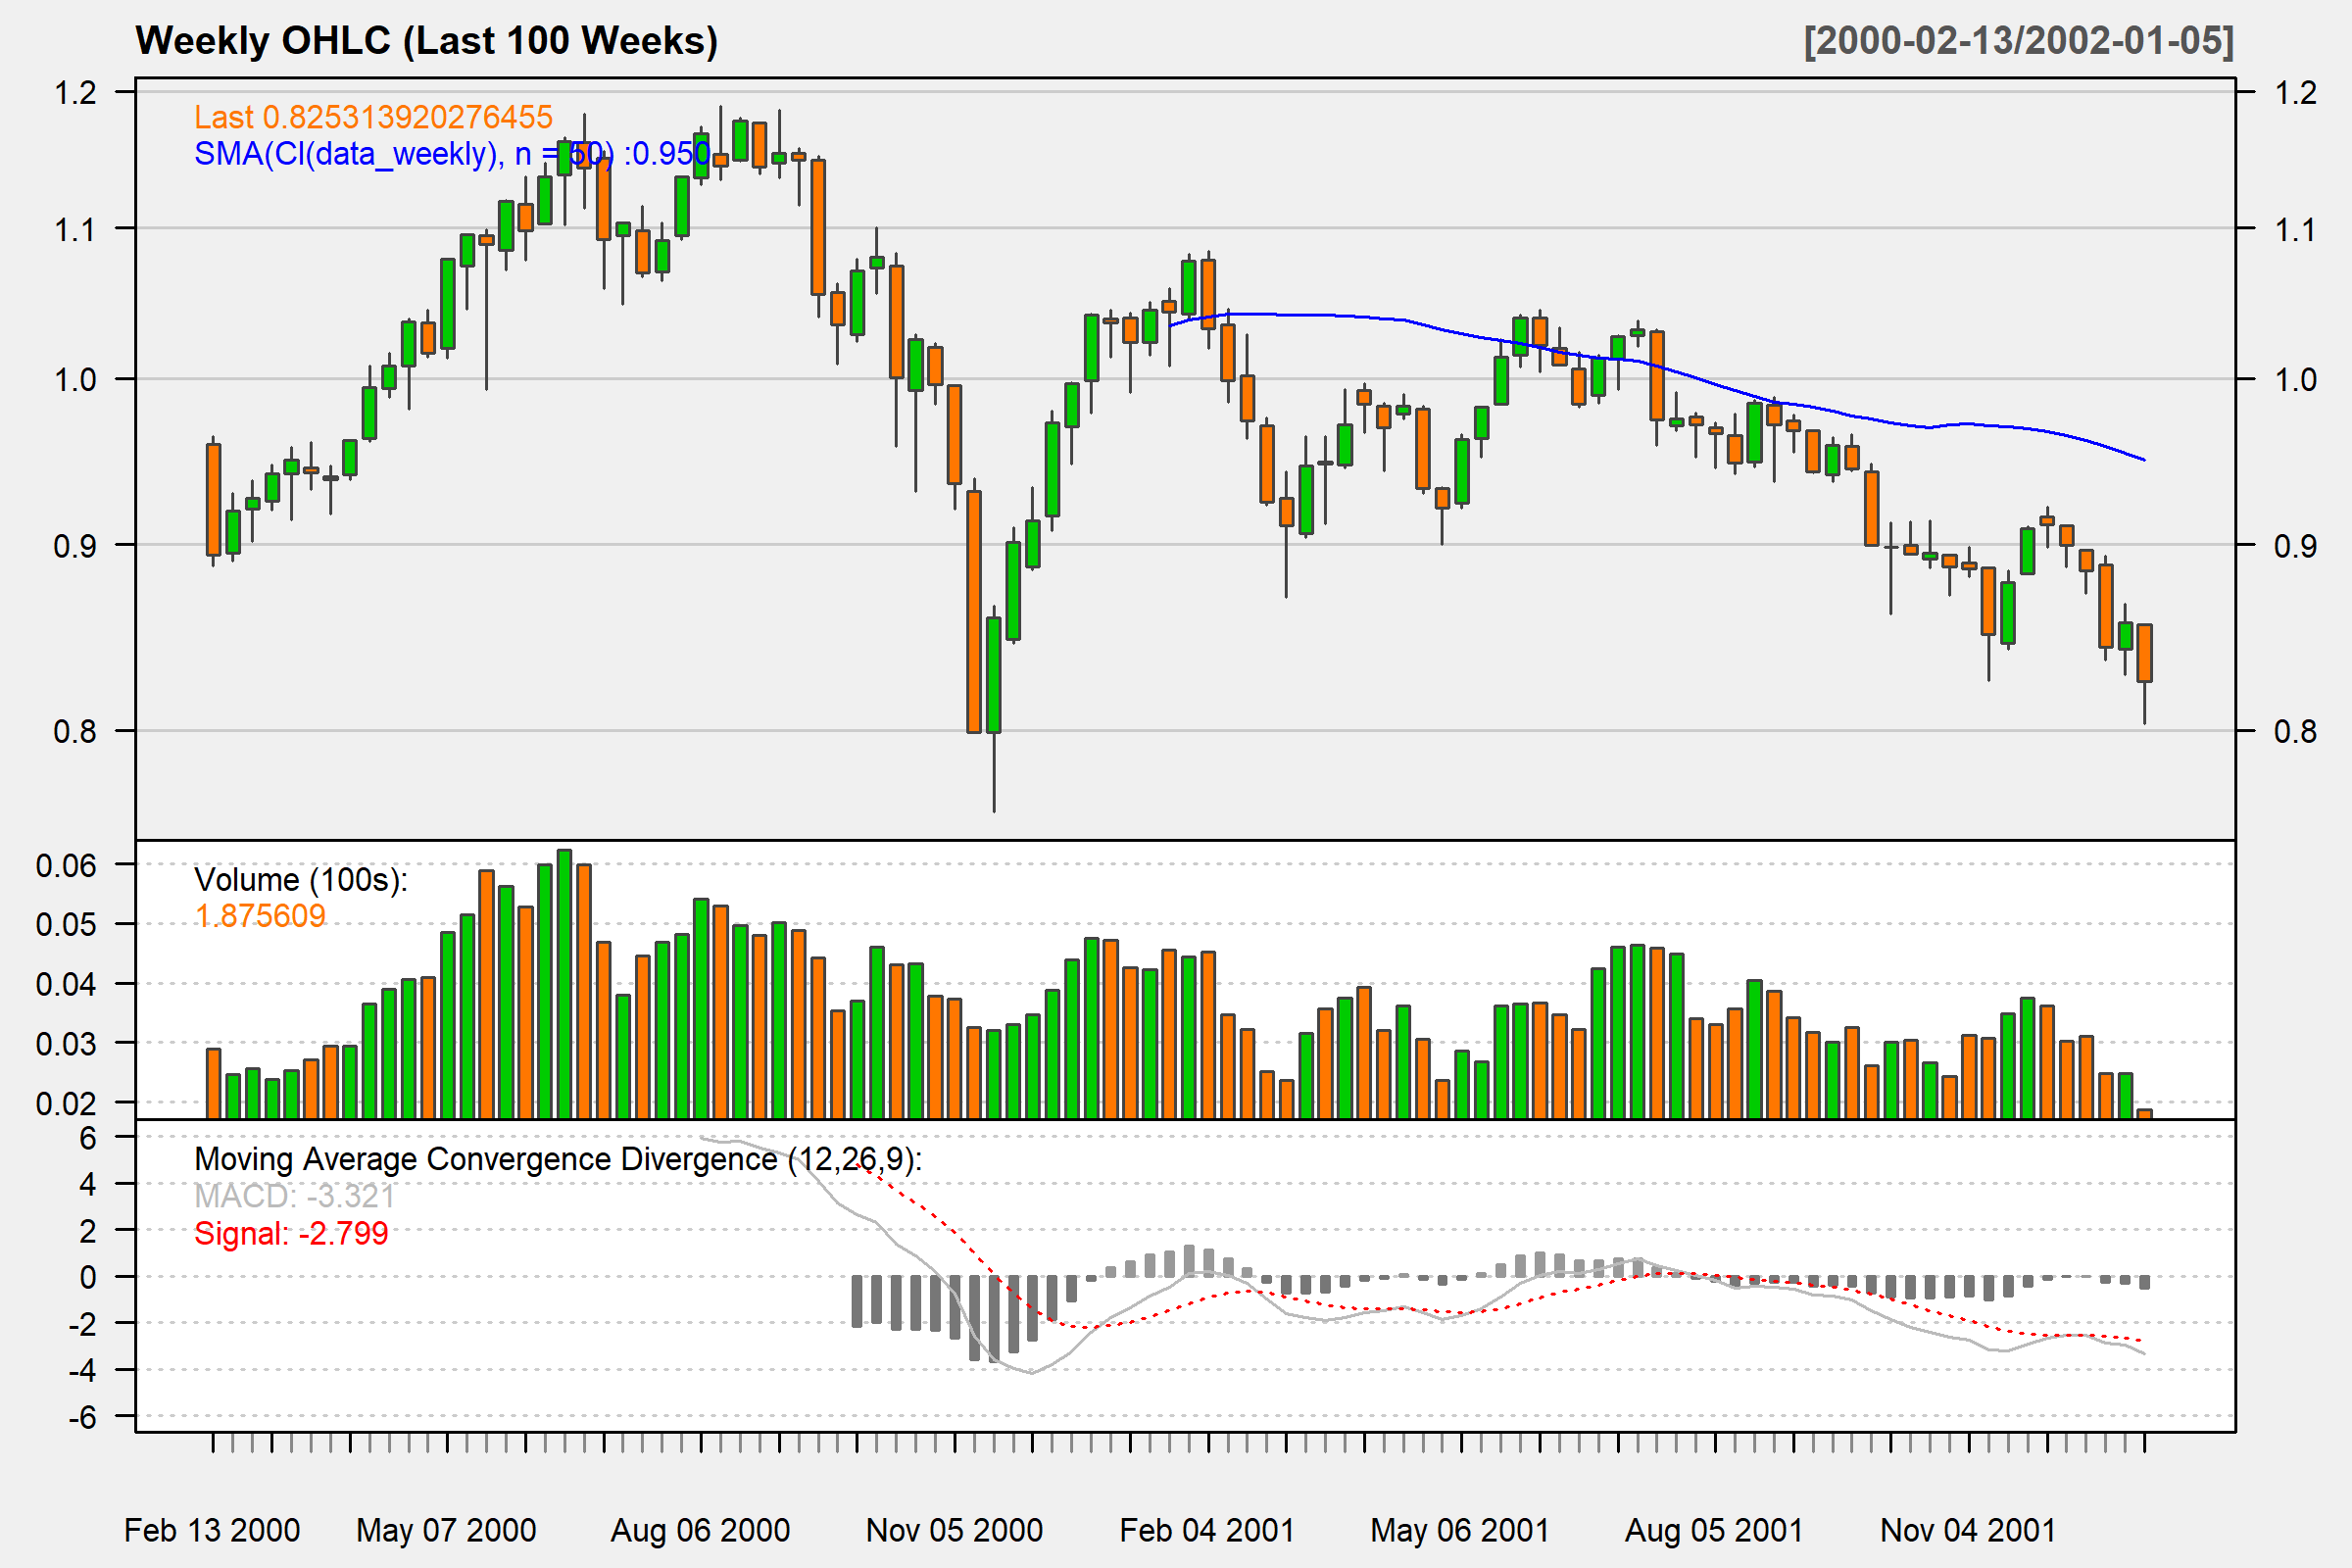 Weekly OHLC (Last 100 Weeks) [2000-02-13/2002-01-05]
1.2 1.2
Last 0.825313920276455
SMA(Cl(data_weekly), n = 50) :0.950
1.1 1.1
1.0 1.0
0.9 0.9
0.8 0.8
0.06
Volume (100s):
1.875609
0.05
0.04
0.03
0.02
6
Moving Average Convergence Divergence (12,26,9):
4
MACD: -3.321
2
Signal: -2.799
0
-2
-4
-6
Feb 13 2000 May 07 2000 Aug 06 2000 Nov 05 2000 Feb 04 2001 May 06 2001 Aug 05 2001 Nov 04 2001